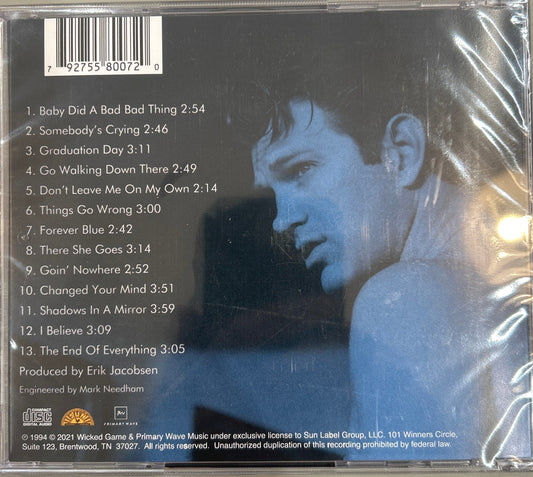 7 92755 80072 0
1. Baby Did A Bad Bad Thing 2:54
2. Somebody's Crying 2:46
3. Graduation Day 3:11
4. Go Walking Down There 2:49
5. Don't Leave Me On My Own 2:14
6. Things Go Wrong 3:00
7. Forever Blue 2:42
8. There She Goes 3:14
9. Goin' Nowhere 2:52
10. Changed Your Mind 3:51
11. Shadows In A Mirror 3:59
12. I Believe 3:09
13. The End Of Everything 3:05
Produced by Erik Jacobsen
Engineered by Mark Needham
COMPACT
disc
DIGITAL AUDIO
PRIMARY WAVE
℗ 1994 © 2021 Wicked Game & Primary Wave Music under exclusive license to Sun Label Group, LLC. 101 Winners Circle,
Suite 123, Brentwood, TN 37027. All rights reserved. Unauthorized duplication of this recording prohibited by federal law.